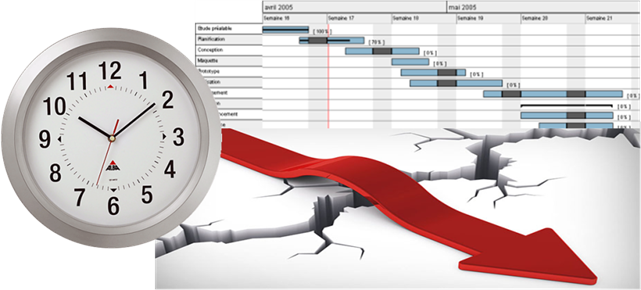 avril 2005 mai 2005
Semaine 16 Semaine 17 Semaine 18 Semaine 19 Semaine 20 Semaine 21
Etude préalable [ 100% ]
Planification [ 79% ]
Conception [ 0% ]
Maquette [ 0% ]
Prototype [ 0% ]
[ 0% ]
[ 0% ]
[ 0% ]
[ 0% ]
12
11 1
10 2
9 3
8 4
7 5
6